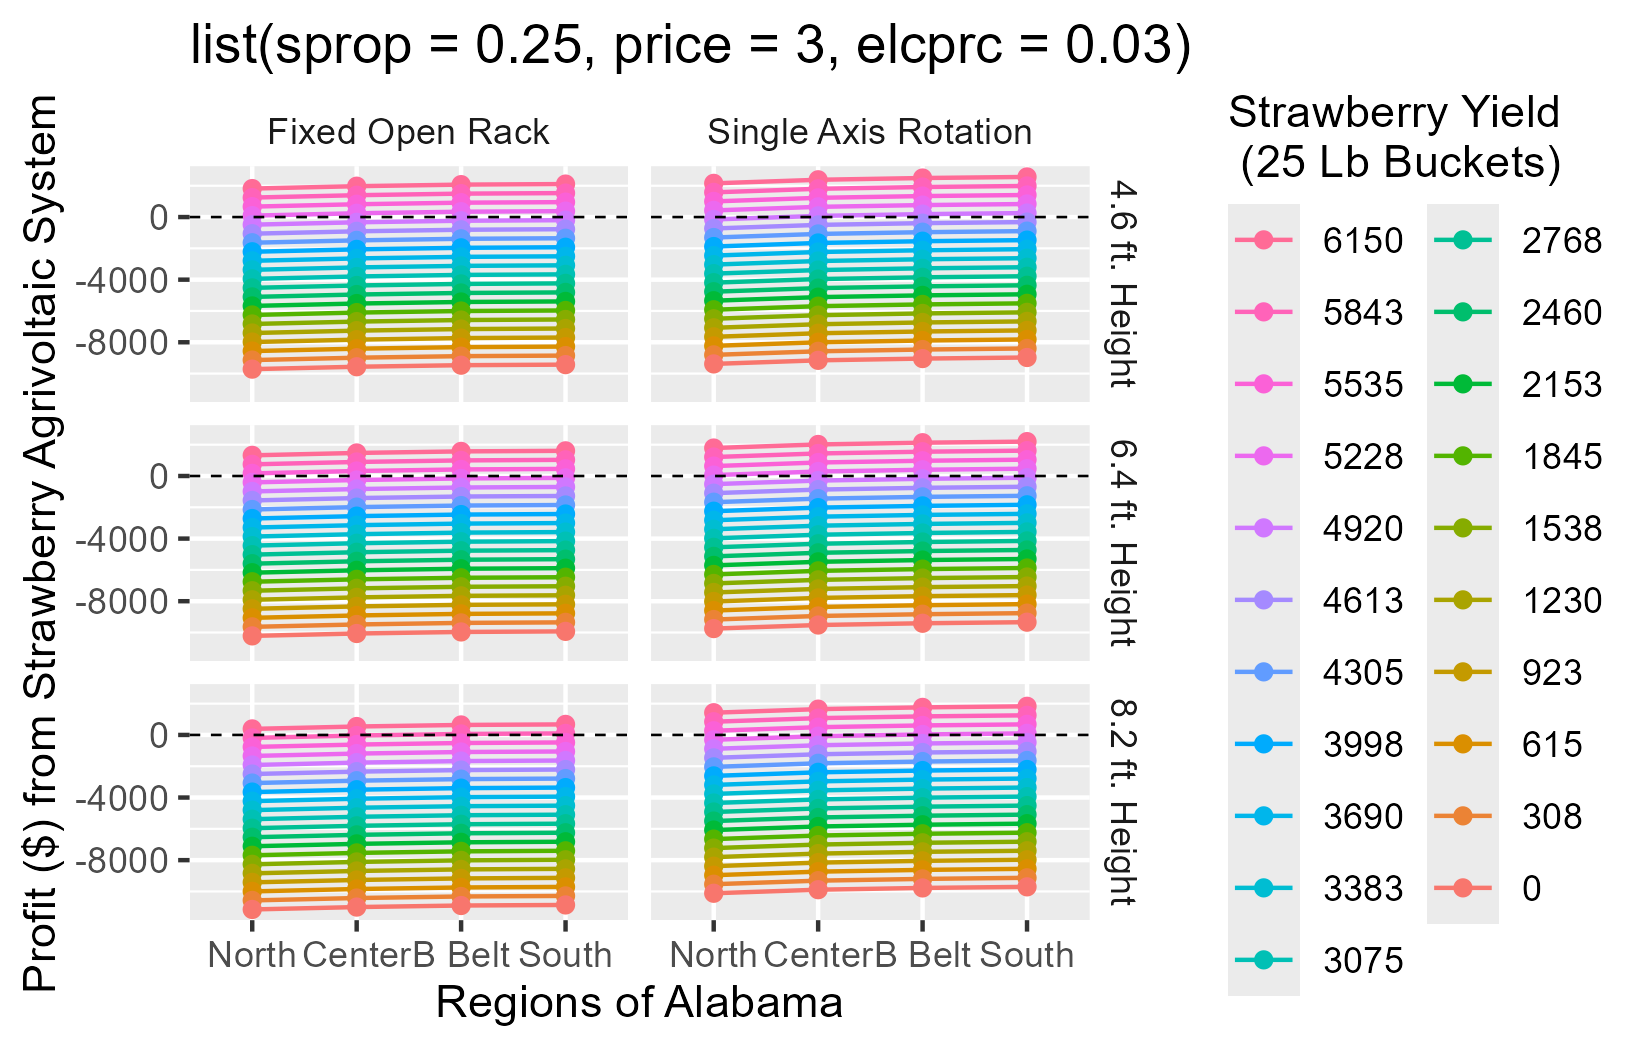 list(sprop = 0.25, price = 3, elcprc = 0.03)
Profit ($) from Strawberry Agrivoltaic System
Fixed Open Rack
Single Axis Rotation
0
-4000
-8000
4.6 ft. Height
0
-4000
-8000
6.4 ft. Height
0
-4000
-8000
8.2 ft. Height
North Center B Belt South
North Center B Belt South
Regions of Alabama
Strawberry Yield
(25 Lb Buckets)
6150
5843
5535
5228
4920
4613
4305
3998
3690
3383
3075
2768
2460
2153
1845
1538
1230
923
615
308
0